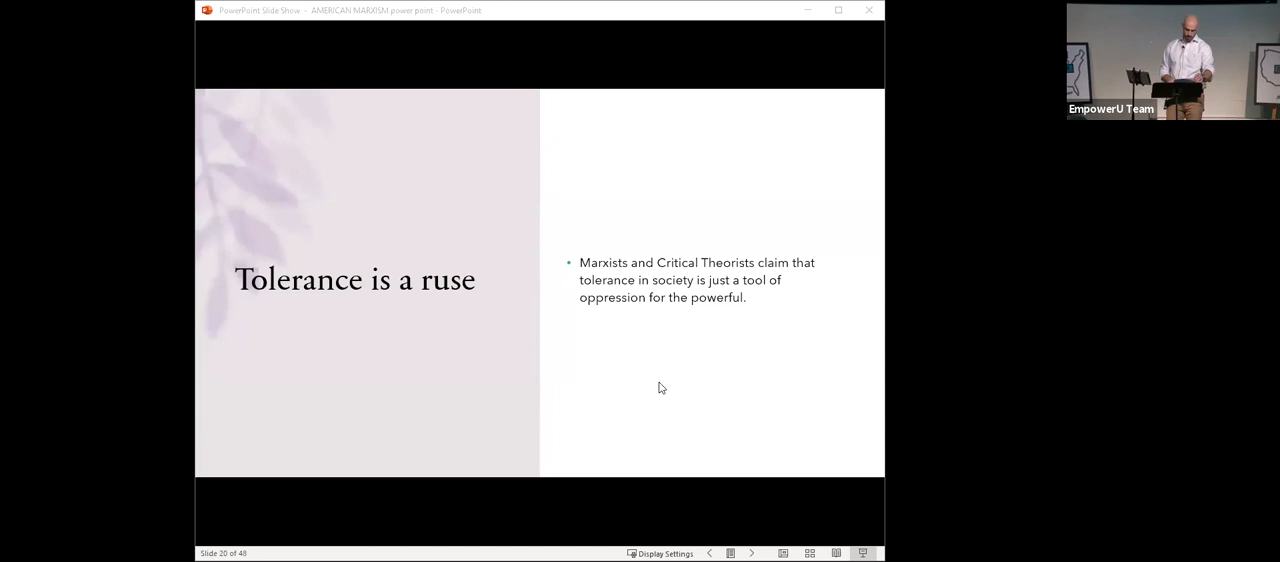 PowerPoint Slide Show - AMERICAN MARXISM power point - PowerPoint
EmpowerU Team
Tolerance is a ruse
• Marxists and Critical Theorists claim that
tolerance in society is just a tool of
oppression for the powerful.
Slide 20 of 48
Display Settings